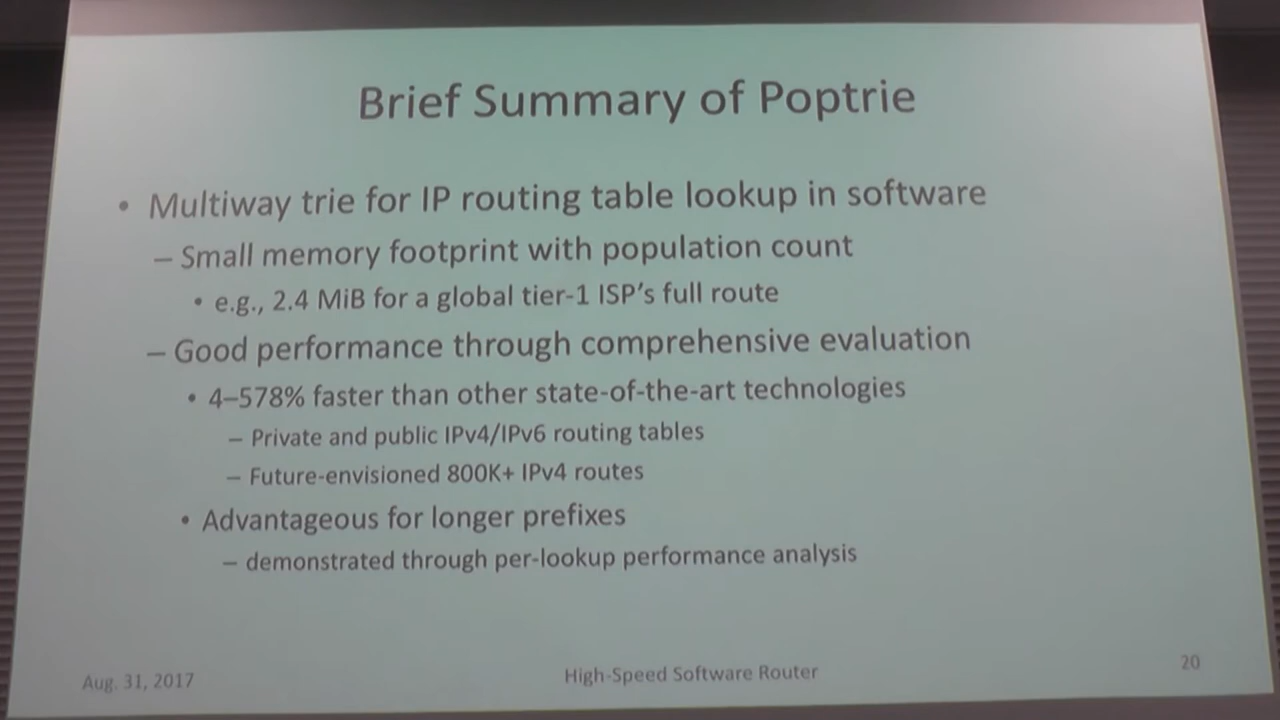 Brief Summary of Poptrie
• Multiway trie for IP routing table lookup in software
– Small memory footprint with population count
• e.g., 2.4 MiB for a global tier-1 ISP's full route
– Good performance through comprehensive evaluation
• 4–578% faster than other state-of-the-art technologies
– Private and public IPv4/IPv6 routing tables
– Future-envisioned 800K+ IPv4 routes
• Advantageous for longer prefixes
– demonstrated through per-lookup performance analysis
Aug. 31, 2017
High-Speed Software Router
20